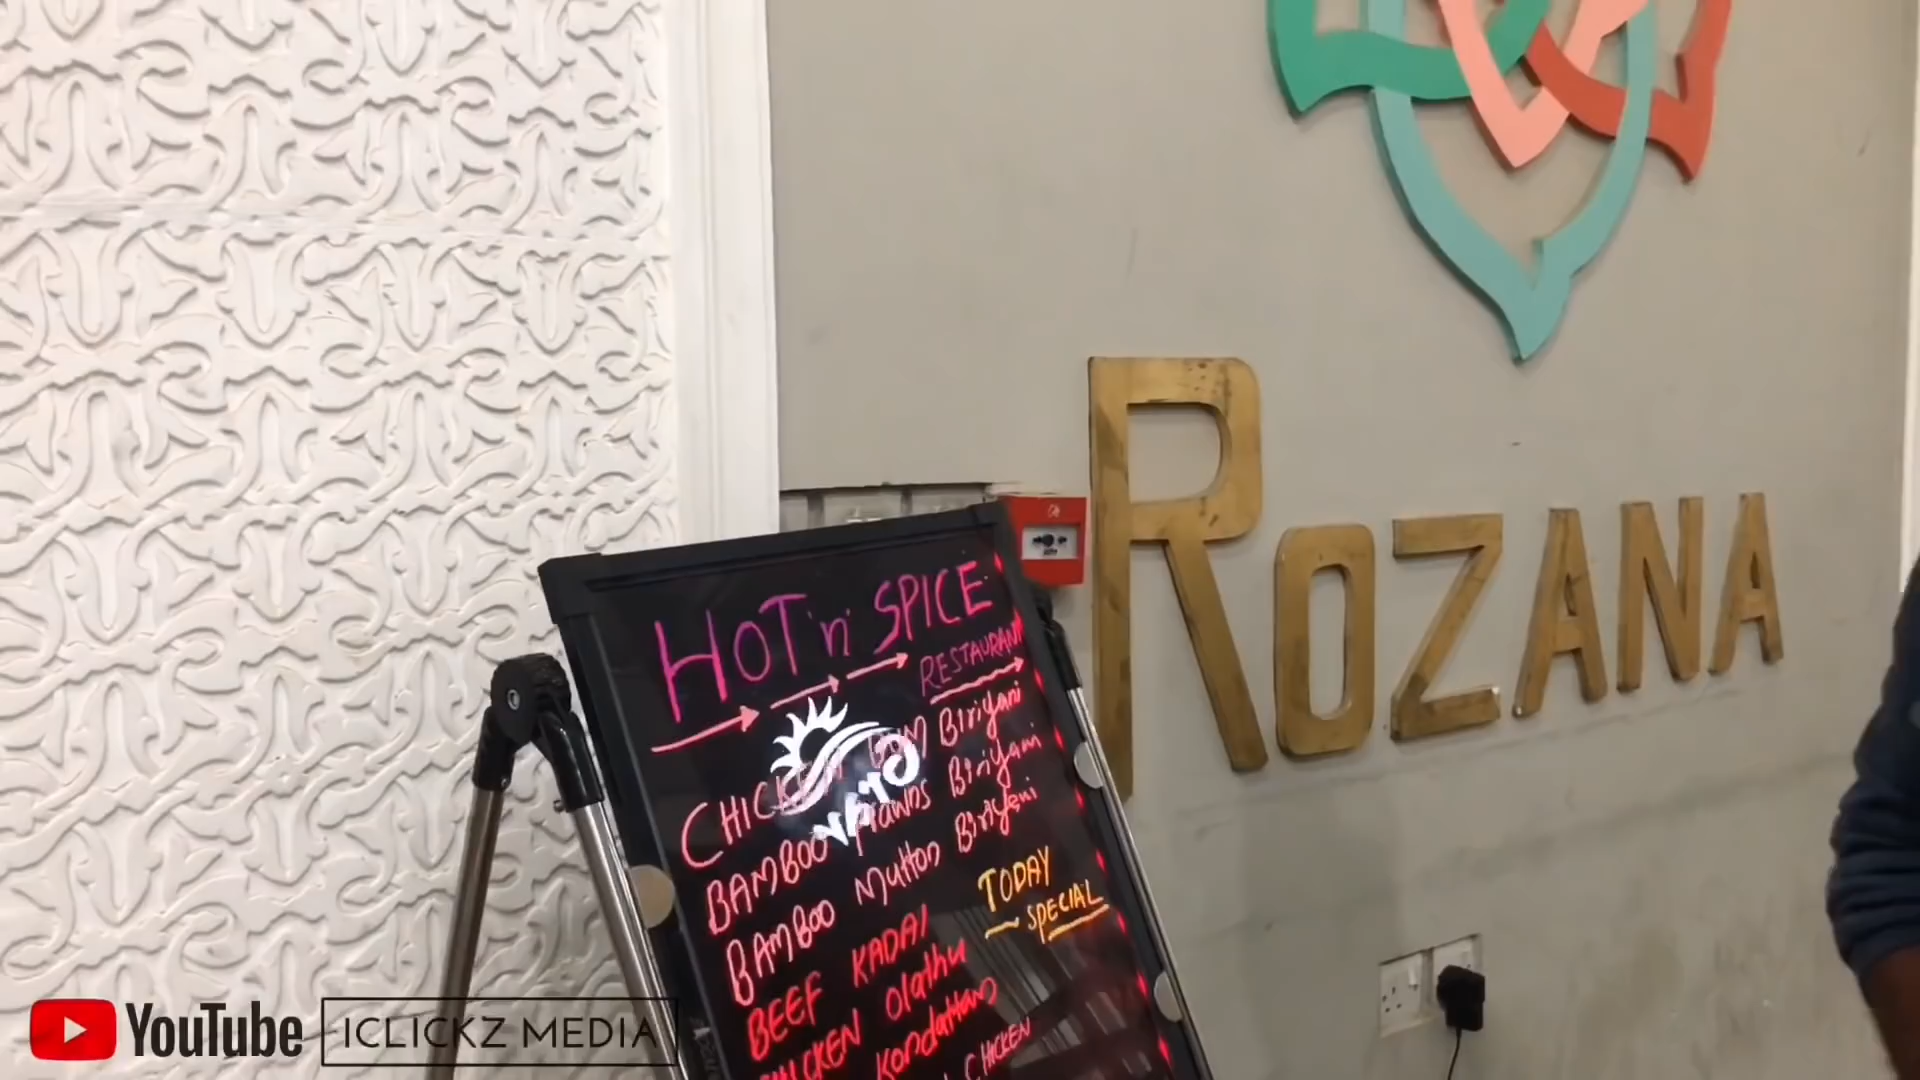 ROZANA
HOT 'n' SPICE
RESTAURANT
CHICKEN DUM BIriyani
BAMBOO Prawns Biriyani
BAMBOO Mutton Biriyani
TODAY
SPECIAL
BEEF KADAI
CHICKEN Olathu
Kondattam
CHICKEN
YouTube
ICLICKZ MEDIA